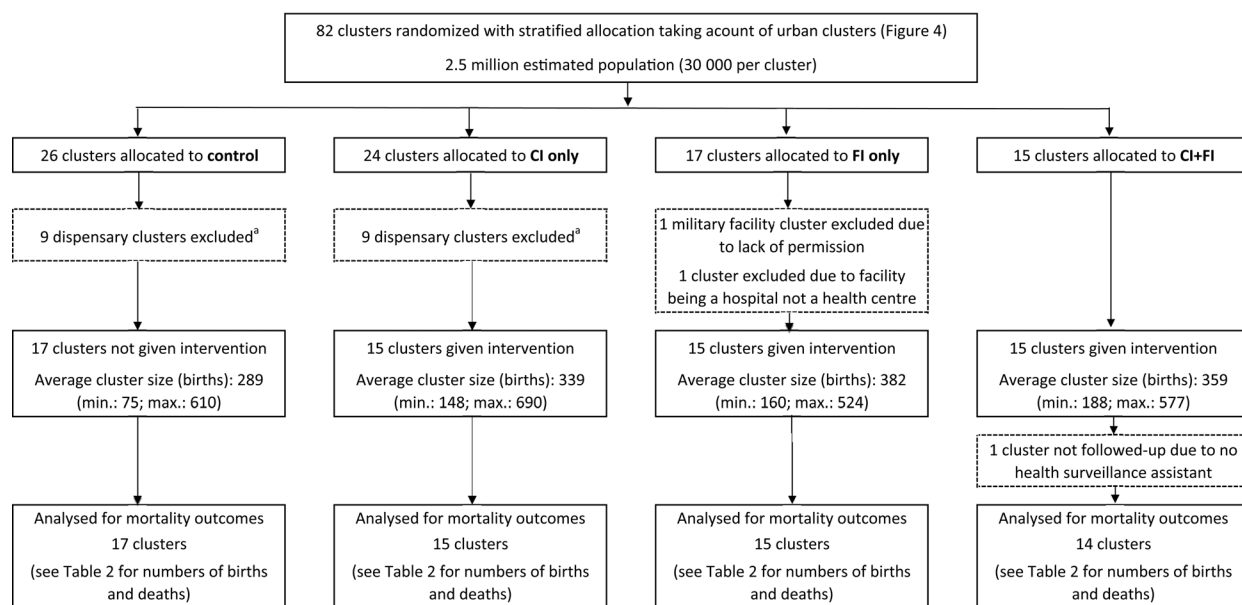 82 clusters randomized with stratified allocation taking acount of urban clusters (Figure 4)
2.5 million estimated population (30 000 per cluster)
26 clusters allocated to control
24 clusters allocated to CI only
17 clusters allocated to FI only
15 clusters allocated to CI+FI
9 dispensary clusters excludedᵃ
9 dispensary clusters excludedᵃ
1 military facility cluster excluded due
to lack of permission
1 cluster excluded due to facility
being a hospital not a health centre
17 clusters not given intervention
Average cluster size (births): 289
(min.: 75; max.: 610)
15 clusters given intervention
Average cluster size (births): 339
(min.: 148; max.: 690)
15 clusters given intervention
Average cluster size (births): 382
(min.: 160; max.: 524)
15 clusters given intervention
Average cluster size (births): 359
(min.: 188; max.: 577)
1 cluster not followed-up due to no
health surveillance assistant
Analysed for mortality outcomes
17 clusters
(see Table 2 for numbers of births
and deaths)
Analysed for mortality outcomes
15 clusters
(see Table 2 for numbers of births
and deaths)
Analysed for mortality outcomes
15 clusters
(see Table 2 for numbers of births
and deaths)
Analysed for mortality outcomes
14 clusters
(see Table 2 for numbers of births
and deaths)